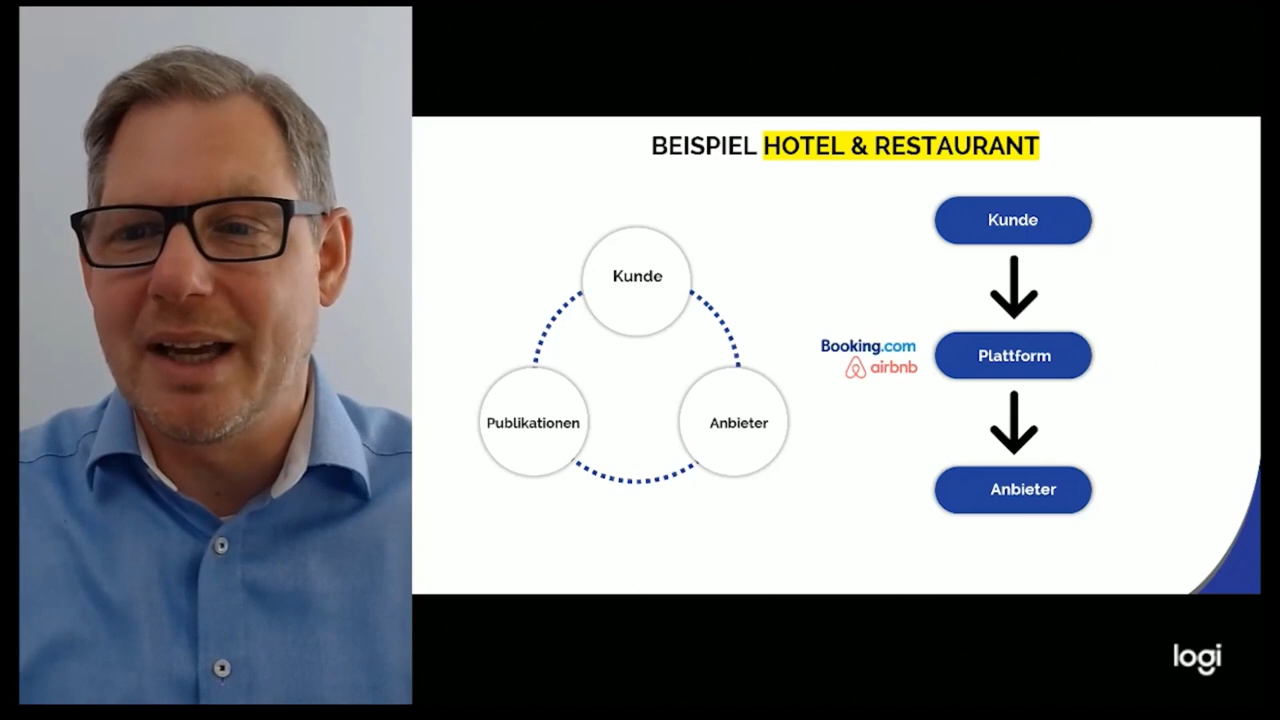 BEISPIEL HOTEL & RESTAURANT
Kunde
Publikationen
Anbieter
Kunde
Booking.com
airbnb
Plattform
Anbieter
logi